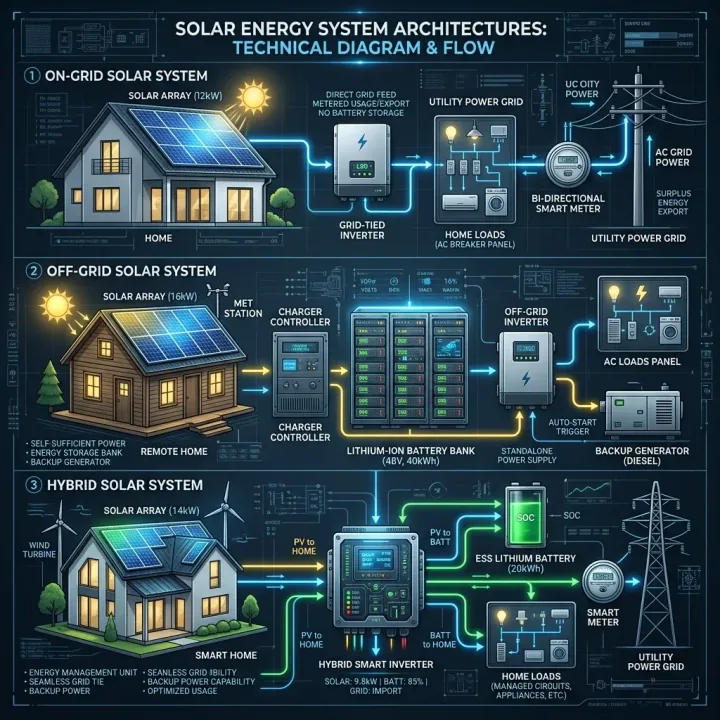 SOLAR ENERGY SYSTEM ARCHITECTURES:
TECHNICAL DIAGRAM & FLOW
1 ON-GRID SOLAR SYSTEM
SOLAR ARRAY (12kW)
DIRECT GRID FEED
METERED USAGE/EXPORT
NO BATTERY STORAGE
UTILITY POWER GRID
UC CITY
POWER
AC GRID
POWER
SURPLUS
ENERGY
EXPORT
HOME
GRID-TIED
INVERTER
HOME LOADS
(AC BREAKER PANEL)
BI-DIRECTIONAL
SMART METER
UTILITY POWER GRID
2 OFF-GRID SOLAR SYSTEM
SOLAR ARRAY (16kW)
MET
STATION
CHARGER
CONTROLLER
VOLTS
16%
OFF-GRID
INVERTER
AC LOADS PANEL
CHARGER
CONTROLLER
AUTO-START
TRIGGER
• SELF-SUFFICIENT POWER
• ENERGY STORAGE BANK
• BACKUP GENERATOR
REMOTE HOME
LITHIUM-ION BATTERY BANK
(48V, 40kWh)
STANDALONE
POWER SUPPLY
BACKUP GENERATOR
(DIESEL)
3 HYBRID SOLAR SYSTEM
SOLAR ARRAY (14kW)
WIND
TURBINE
PV to
HOME
PV to
BATT
SOC
SOC
ESS LITHIUM BATTERY
(20kWh)
SMART
METER
PV to
HOME
BATT
to HOME
SMART HOME
HYBRID SMART INVERTER
SOLAR: 9.8kW | BATT: 85% |
GRID: IMPORT
HOME LOADS
(MANAGED CIRCUITS,
APPLIANCES, ETC)
UTILITY
POWER GRID
• ENERGY MANAGEMENT UNIT
• SEAMLESS GRID TIE
• BACKUP POWER
• SEANLESS GRID IBILITY
• BACKUP POWER CAPABILITY
• OPTIMIZED USAGE